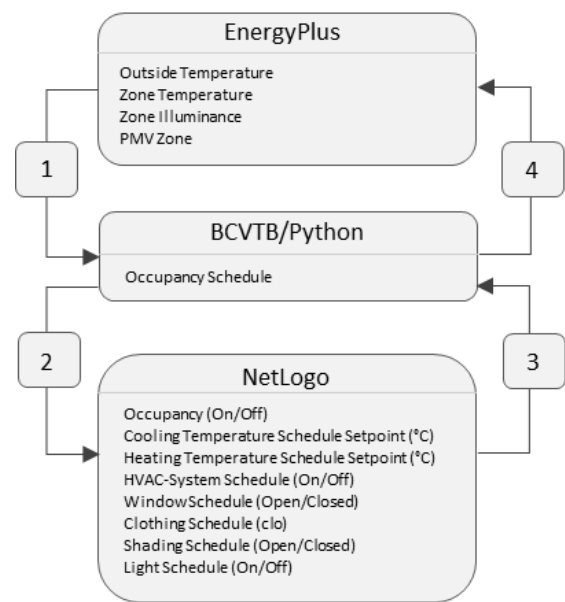 EnergyPlus
Outside Temperature
Zone Temperature
Zone Illuminance
PMV Zone
1
4
BCVTB/Python
Occupancy Schedule
2
3
NetLogo
Occupancy (On/Off)
Cooling Temperature Schedule Setpoint (°C)
Heating Temperature Schedule Setpoint (°C)
HVAC-System Schedule (On/Off)
Window Schedule (Open/Closed)
Clothing Schedule (clo)
Shading Schedule (Open/Closed)
Light Schedule (On/Off)